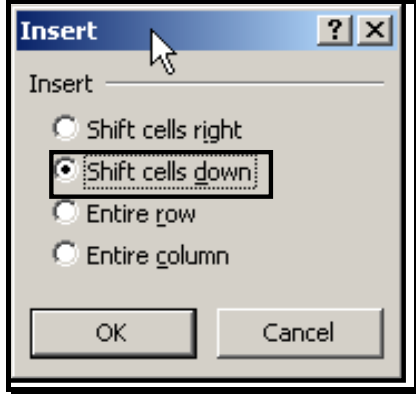 Insert ? X
Insert
Shift cells right
Shift cells down
Entire row
Entire column
OK Cancel